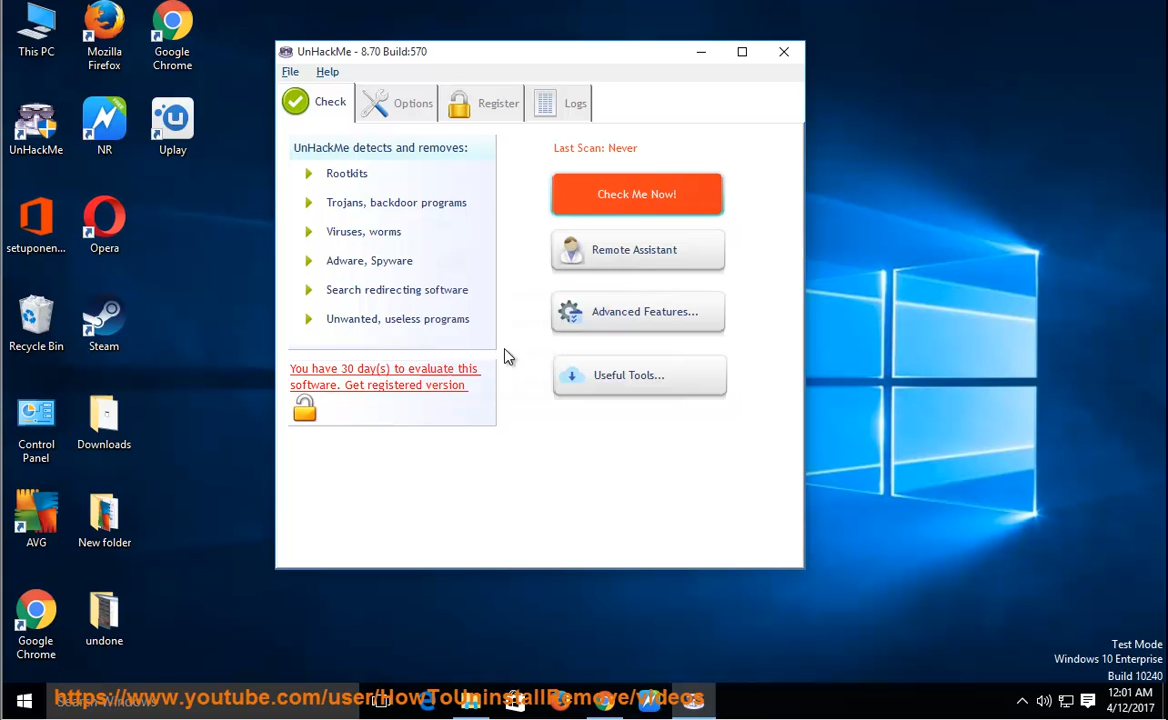 This PC
Mozilla
Firefox
Google
Chrome
UnHackMe
NR
Uplay
setuponen...
Opera
Recycle Bin
Steam
Control
Panel
Downloads
AVG
New folder
Google
Chrome
undone
UnHackMe - 8.70 Build:570
File
Help
Check
Options
Register
Logs
UnHackMe detects and removes:
Rootkits
Trojans, backdoor programs
Viruses, worms
Adware, Spyware
Search redirecting software
Unwanted, useless programs
You have 30 day(s) to evaluate this
software. Get registered version
Last Scan: Never
Check Me Now!
Remote Assistant
Advanced Features...
Useful Tools...
Test Mode
Windows 10 Enterprise
Build 10240
Search Windows
https://www.youtube.com/user/HowToUninstallRemove/videos
12:01 AM
4/12/2017